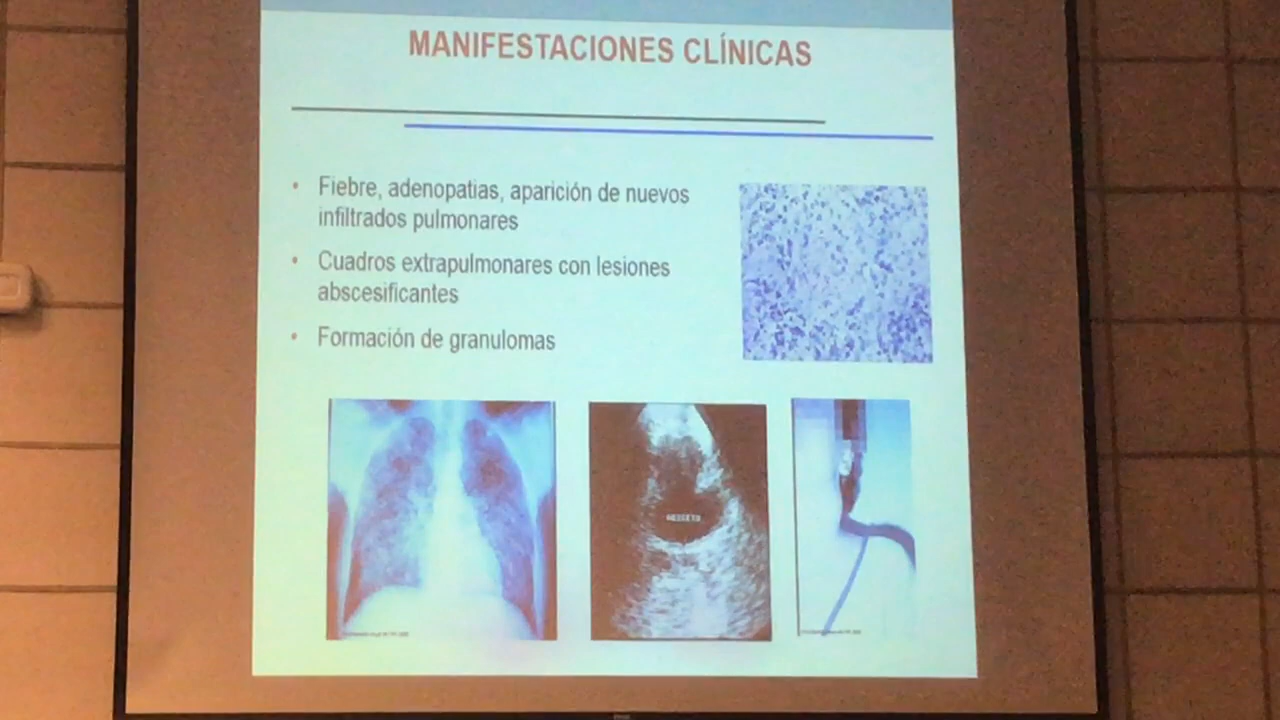 MANIFESTACIONES CLÍNICAS
• Fiebre, adenopatias, aparición de nuevos
infiltrados pulmonares
• Cuadros extrapulmonares con lesiones
abscesificantes
• Formación de granulomas